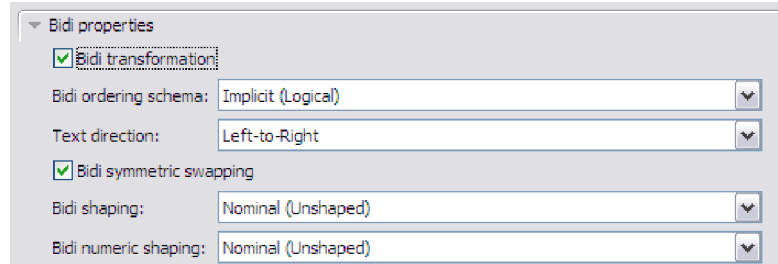 Bidi properties
Bidi transformation
Bidi ordering schema: Implicit (Logical)
Text direction: Left-to-Right
Bidi symmetric swapping
Bidi shaping: Nominal (Unshaped)
Bidi numeric shaping: Nominal (Unshaped)